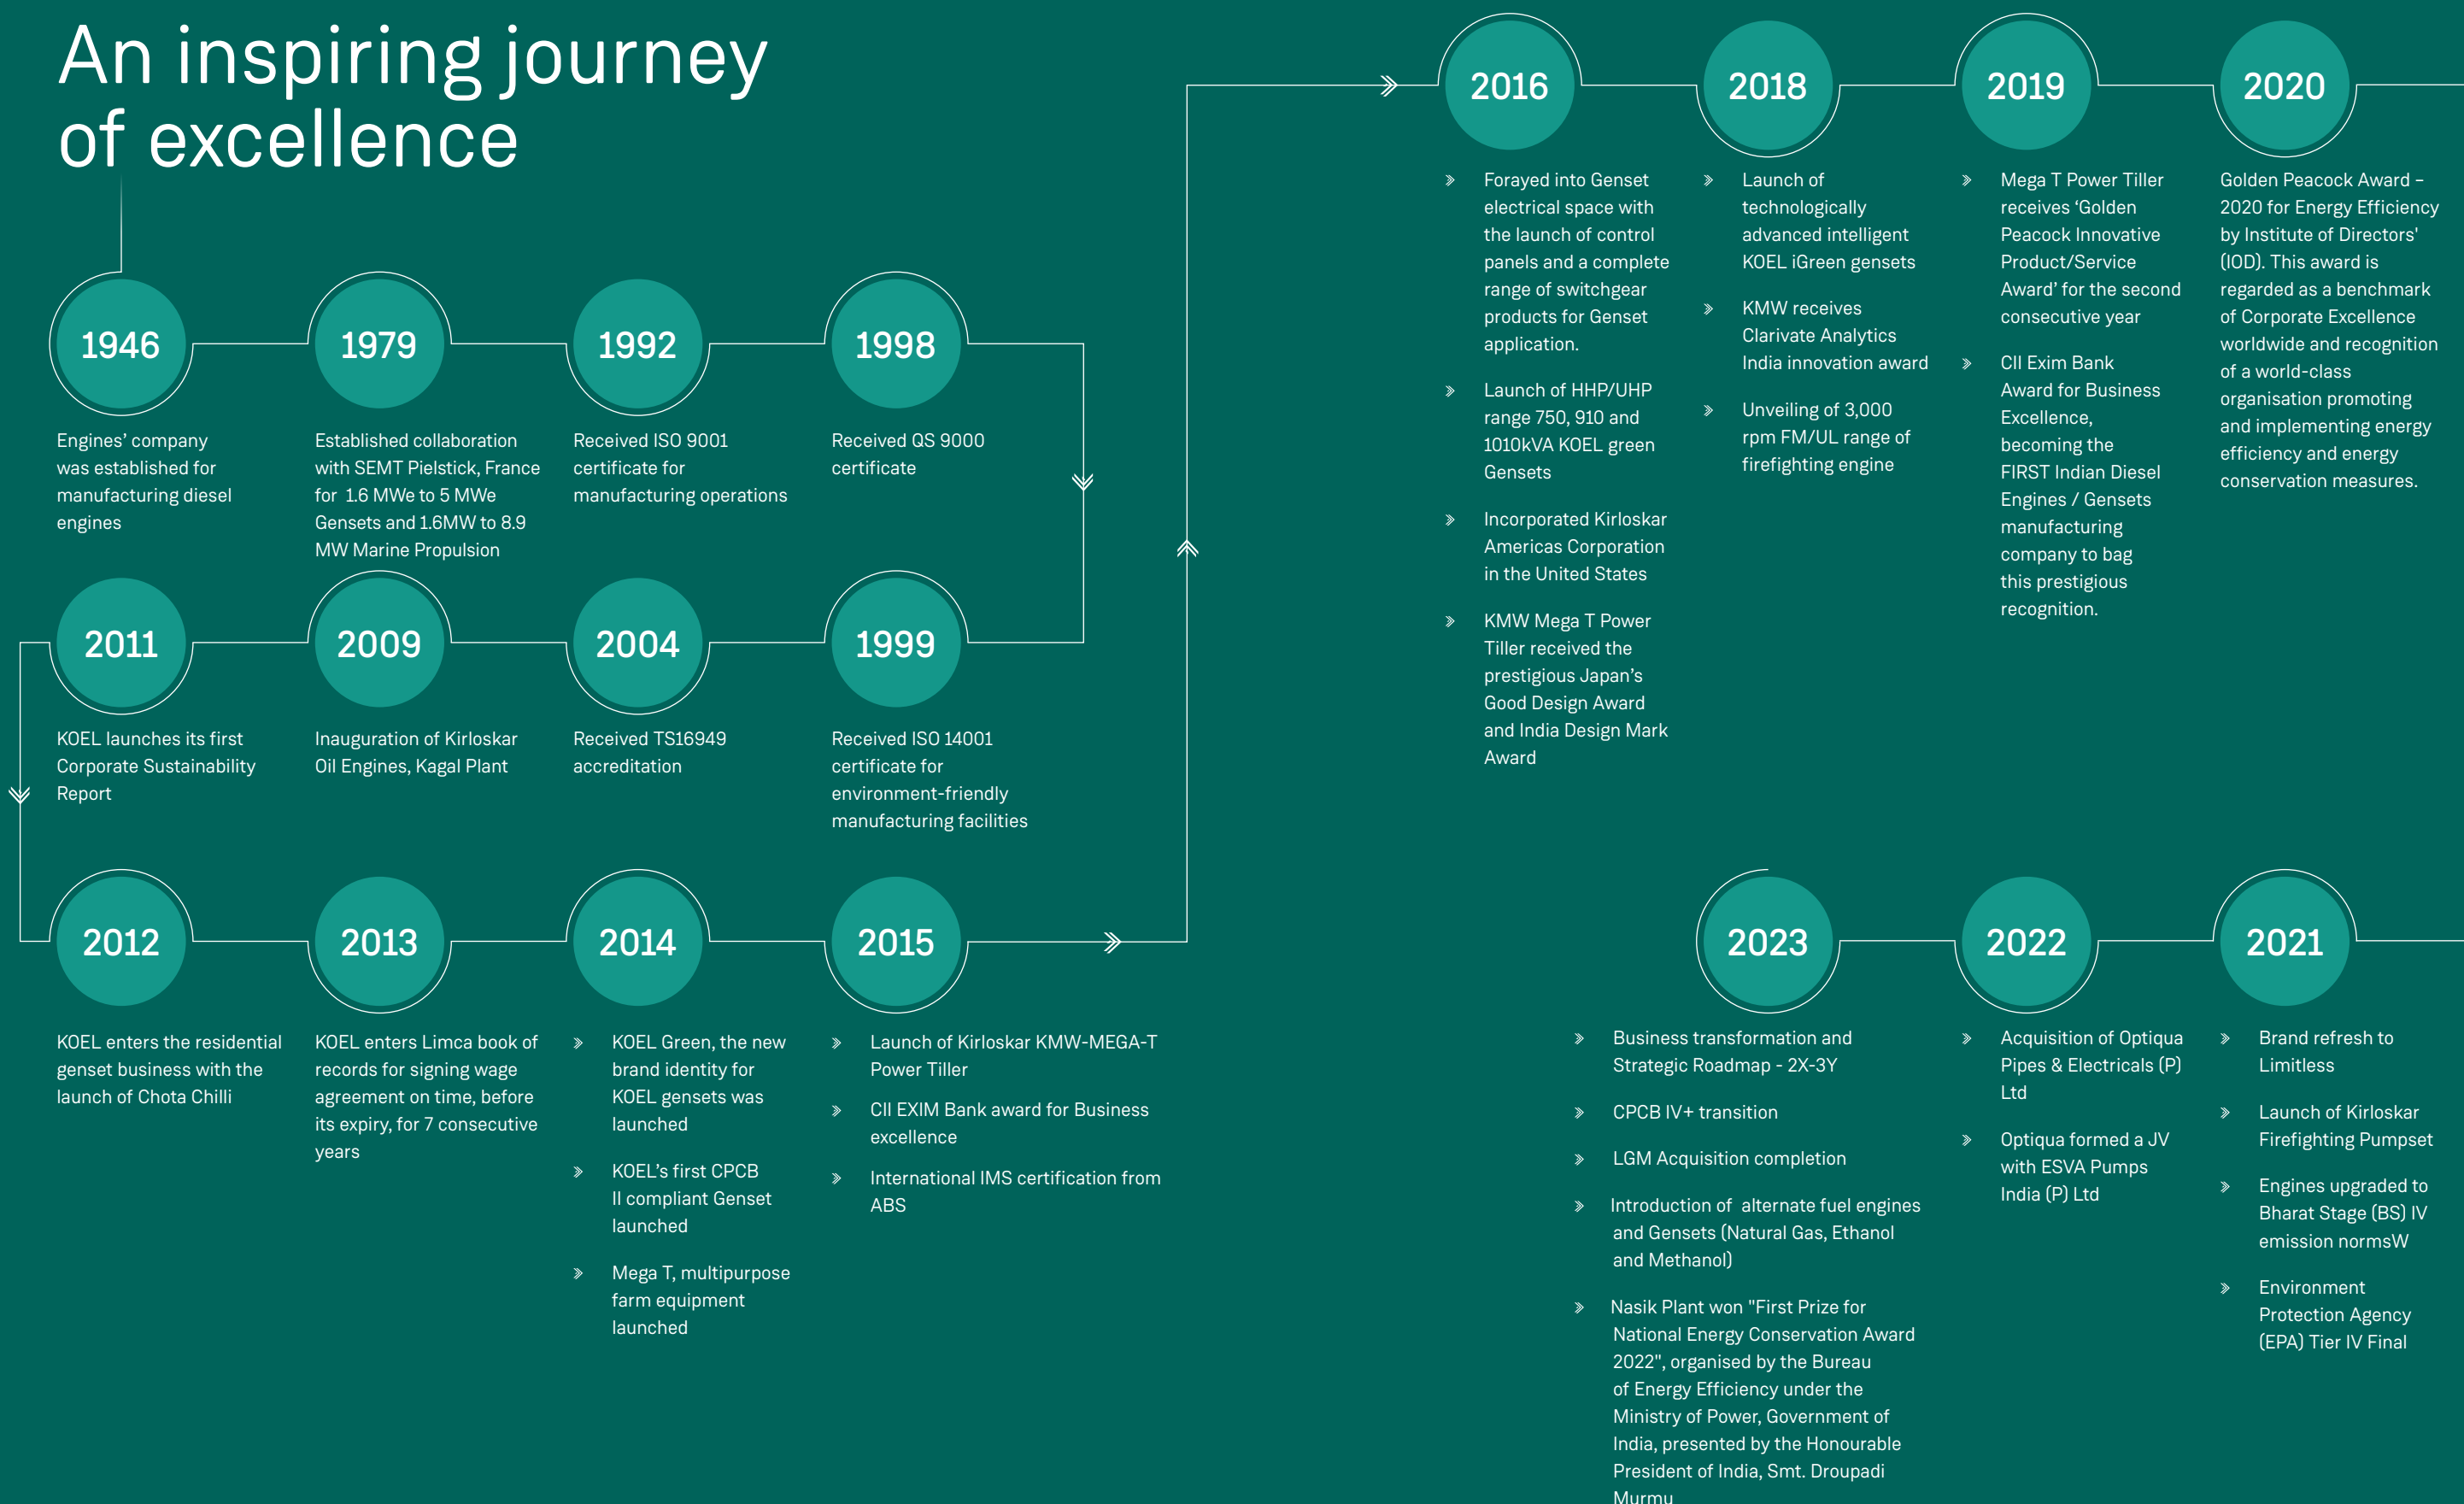 An inspiring journey
of excellence
1946
Engines’ company
was established for
manufacturing diesel
engines
1979
Established collaboration
with SEMT Pielstick, France
for 1.6 MWe to 5 MWe
Gensets and 1.6MW to 8.9
MW Marine Propulsion
1992
Received ISO 9001
certificate for
manufacturing operations
1998
Received QS 9000
certificate
1999
Received ISO 14001
certificate for
environment-friendly
manufacturing facilities
2004
Received TS16949
accreditation
2009
Inauguration of Kirloskar
Oil Engines, Kagal Plant
2011
KOEL launches its first
Corporate Sustainability
Report
2012
KOEL enters the residential
genset business with the
launch of Chota Chilli
2013
KOEL enters Limca book of
records for signing wage
agreement on time, before
its expiry, for 7 consecutive
years
2014
KOEL Green, the new
brand identity for
KOEL gensets was
launched
KOEL’s first CPCB
II compliant Genset
launched
Mega T, multipurpose
farm equipment
launched
2015
Launch of Kirloskar KMW-MEGA-T
Power Tiller
CII EXIM Bank award for Business
excellence
International IMS certification from
ABS
2016
Forayed into Genset
electrical space with
the launch of control
panels and a complete
range of switchgear
products for Genset
application.
Launch of HHP/UHP
range 750, 910 and
1010kVA KOEL green
Gensets
Incorporated Kirloskar
Americas Corporation
in the United States
KMW Mega T Power
Tiller received the
prestigious Japan’s
Good Design Award
and India Design Mark
Award
2018
Launch of
technologically
advanced intelligent
KOEL iGreen gensets
KMW receives
Clarivate Analytics
India innovation award
Unveiling of 3,000
rpm FM/UL range of
firefighting engine
2019
Mega T Power Tiller
receives ‘Golden
Peacock Innovative
Product/Service
Award’ for the second
consecutive year
CII Exim Bank
Award for Business
Excellence,
becoming the
FIRST Indian Diesel
Engines / Gensets
manufacturing
company to bag
this prestigious
recognition.
2020
Golden Peacock Award –
2020 for Energy Efficiency
by Institute of Directors'
(IOD). This award is
regarded as a benchmark
of Corporate Excellence
worldwide and recognition
of a world-class
organisation promoting
and implementing energy
efficiency and energy
conservation measures.
2021
Brand refresh to
Limitless
Launch of Kirloskar
Firefighting Pumpset
Engines upgraded to
Bharat Stage (BS) IV
emission normsW
Environment
Protection Agency
(EPA) Tier IV Final
2022
Acquisition of Optiqua
Pipes & Electricals (P)
Ltd
Optiqua formed a JV
with ESVA Pumps
India (P) Ltd
2023
Business transformation and
Strategic Roadmap - 2X-3Y
CPCB IV+ transition
LGM Acquisition completion
Introduction of alternate fuel engines
and Gensets (Natural Gas, Ethanol
and Methanol)
Nasik Plant won "First Prize for
National Energy Conservation Award
2022", organised by the Bureau
of Energy Efficiency under the
Ministry of Power, Government of
India, presented by the Honourable
President of India, Smt. Droupadi
Murmu